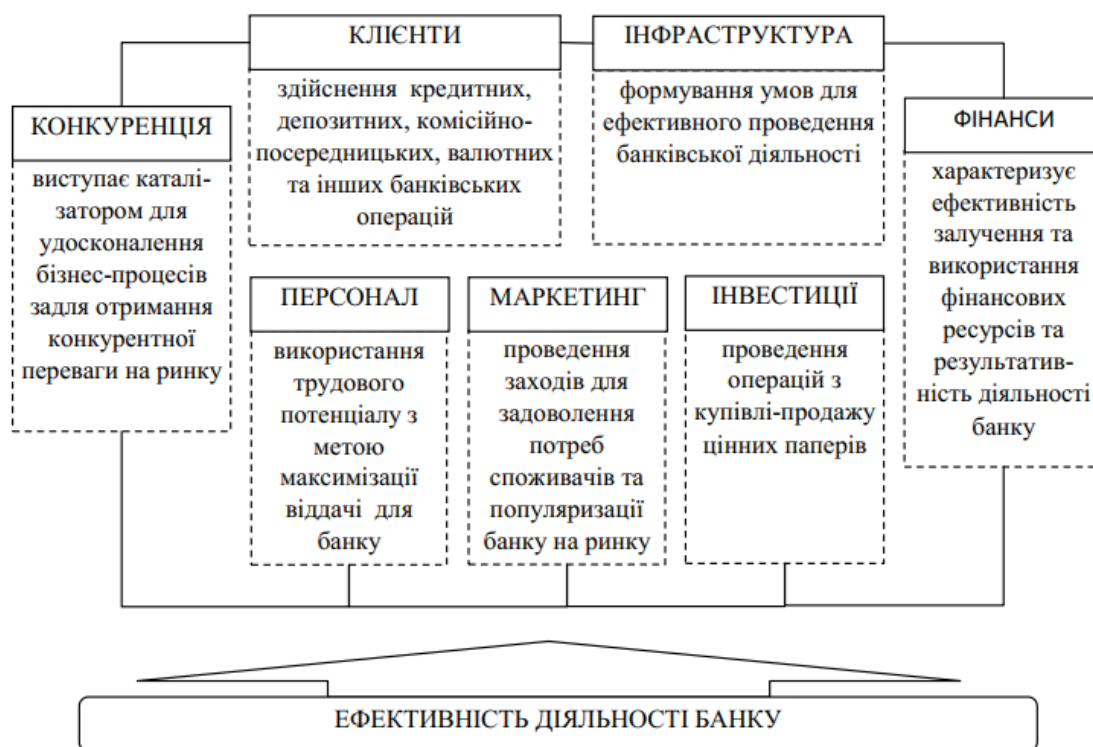 КЛІЄНТИ
здійснення кредитних,
депозитних, комісійно-
посередницьких, валютних
та інших банківських
операцій
ІНФРАСТРУКТУРА
формування умов для
ефективного проведення
банківської діяльності
КОНКУРЕНЦІЯ
виступає каталі-
затором для
удосконалення
бізнес-процесів
задля отримання
конкурентної
переваги на ринку
ФІНАНСИ
характеризує
ефективність
залучення та
використання
фінансових
ресурсів та
результатив-
ність діяльності
банку
ПЕРСОНАЛ
використання
трудового
потенціалу з
метою
максимізації
віддачі для
банку
МАРКЕТИНГ
проведення
заходів для
задоволення
потреб
споживачів та
популяризації
банку на ринку
ІНВЕСТИЦІЇ
проведення
операцій з
купівлі-продажу
цінних паперів
ЕФЕКТИВНІСТЬ ДІЯЛЬНОСТІ БАНКУ